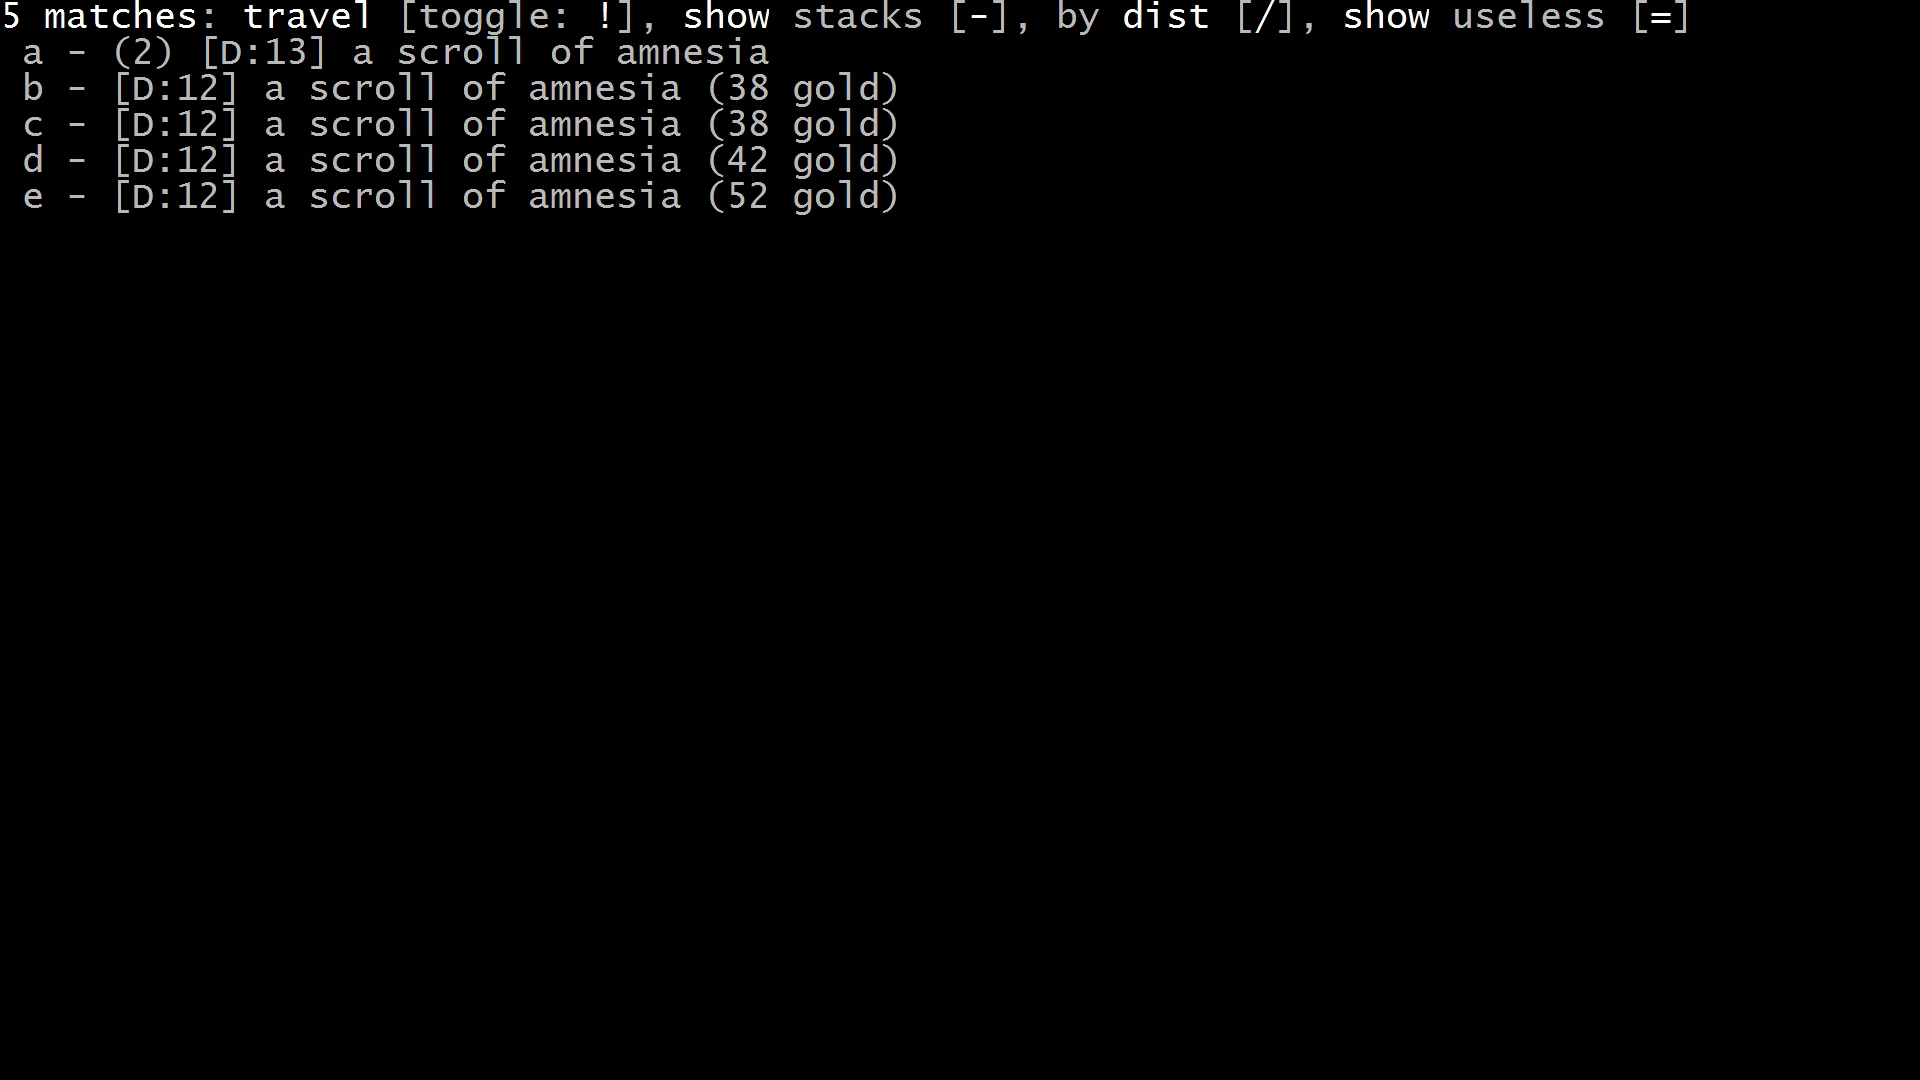 5 matches: travel [toggle: !], show stacks [-], by dist [/], show useless [=]
a - (2) [D:13] a scroll of amnesia
b - [D:12] a scroll of amnesia (38 gold)
c - [D:12] a scroll of amnesia (38 gold)
d - [D:12] a scroll of amnesia (42 gold)
e - [D:12] a scroll of amnesia (52 gold)